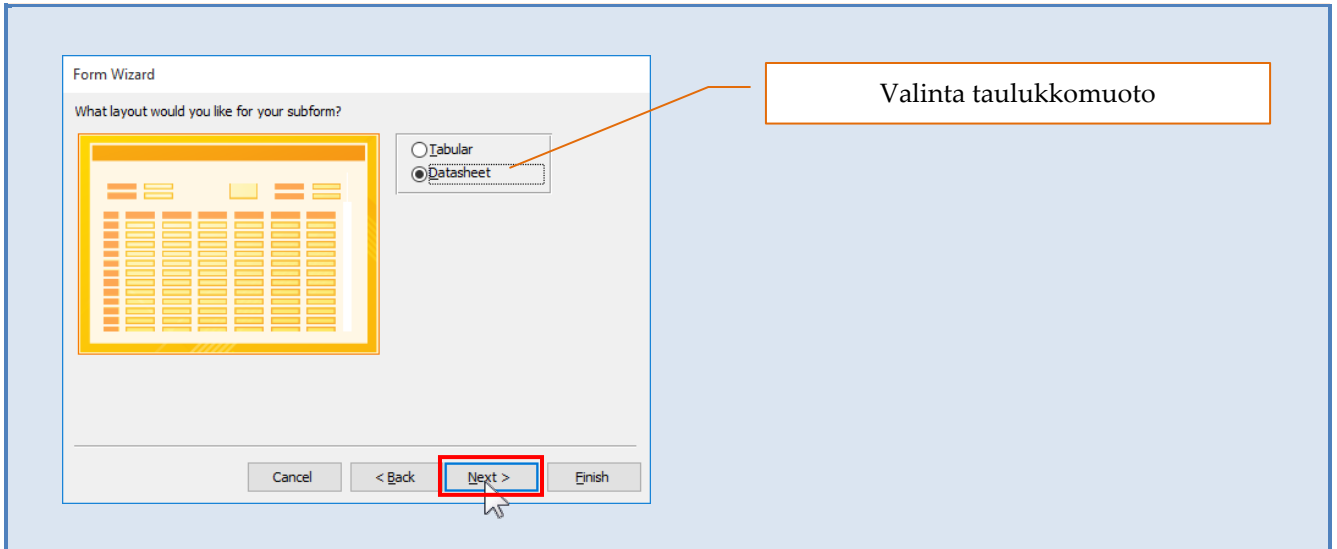 Form Wizard
What layout would you like for your subform?
Tabular
Datasheet
Valinta taulukkomuoto
Cancel
< Back
Next >
Finish